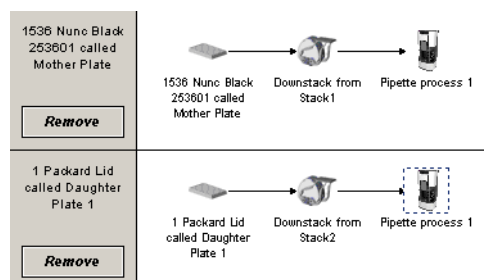 1536 Nunc Black
253601 called
Mother Plate
Remove
1536 Nunc Black
253601 called
Mother Plate
Downstack from
Stack1
Pipette process 1
1 Packard Lid
called Daughter
Plate 1
Remove
1 Packard Lid
called Daughter
Plate 1
Downstack from
Stack2
Pipette process 1